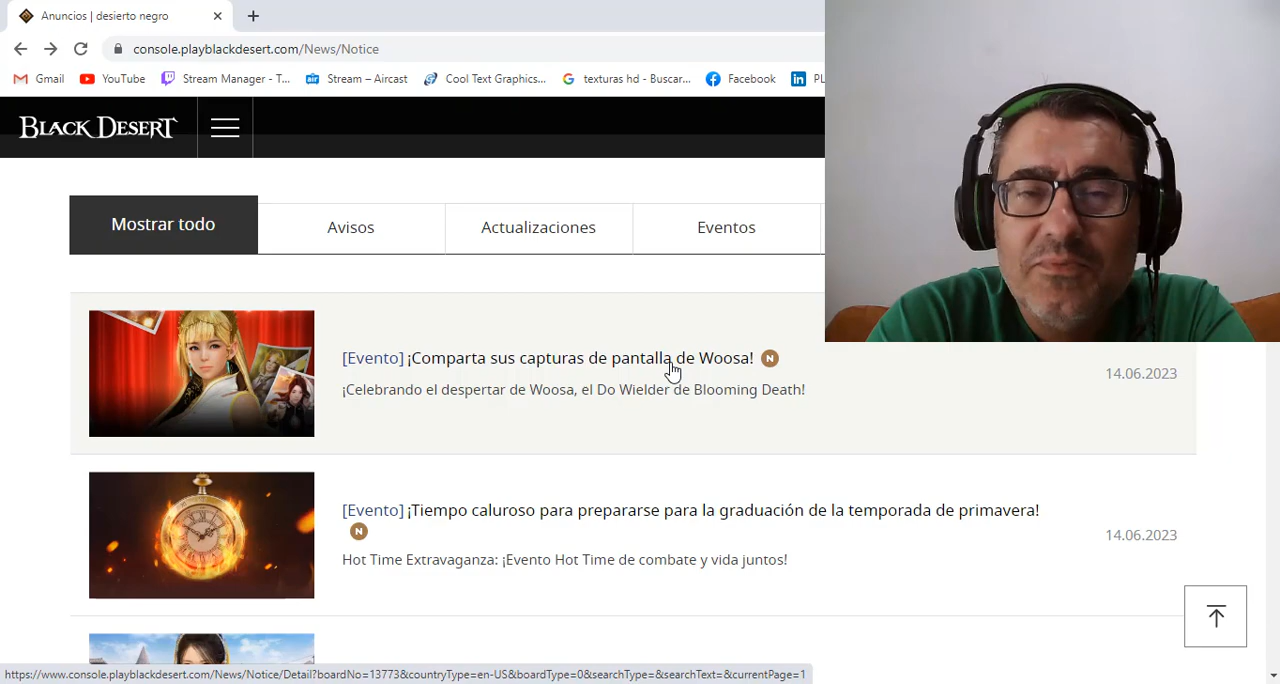 Anuncios | desierto negro
console.playblackdesert.com/News/Notice
Gmail YouTube Stream Manager - T... Stream – Aircast Cool Text Graphics... texturas hd - Buscar... Facebook PL
BLACK DESERT
Mostrar todo Avisos Actualizaciones Eventos
[Evento] ¡Comparta sus capturas de pantalla de Woosa! N
¡Celebrando el despertar de Woosa, el Do Wielder de Blooming Death!
14.06.2023
[Evento] ¡Tiempo caluroso para prepararse para la graduación de la temporada de primavera!
N
Hot Time Extravaganza: ¡Evento Hot Time de combate y vida juntos!
14.06.2023
https://www.console.playblackdesert.com/News/Notice/Detail?boardNo=13773&countryType=en-US&boardType=0&searchType=&searchText=&currentPage=1